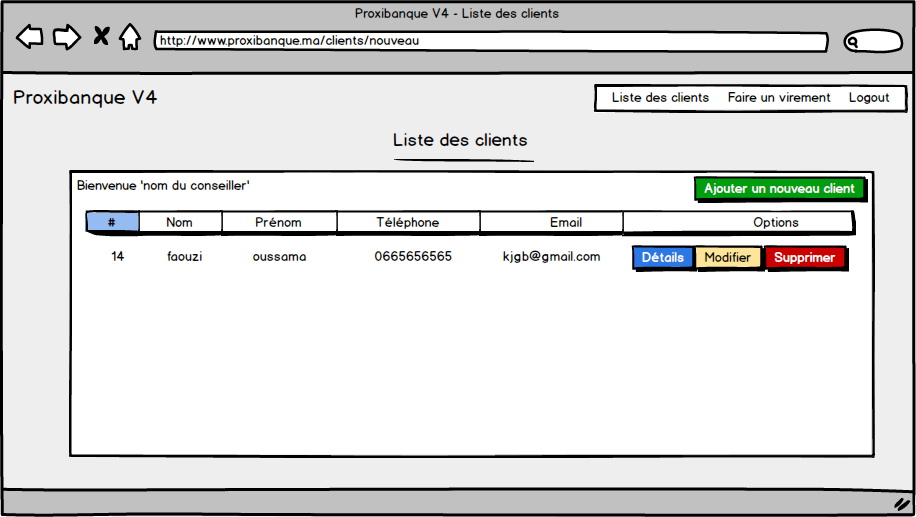 Proxibanque V4 - Liste des clients
http://www.proxibanque.ma/clients/nouveau
Proxibanque V4
Liste des clients Faire un virement Logout
Liste des clients
Bienvenue 'nom du conseiller'
Ajouter un nouveau client
# Nom Prénom Téléphone Email Options
14 faouzi oussama 0665656565 kjgb@gmail.com Détails Modifier Supprimer